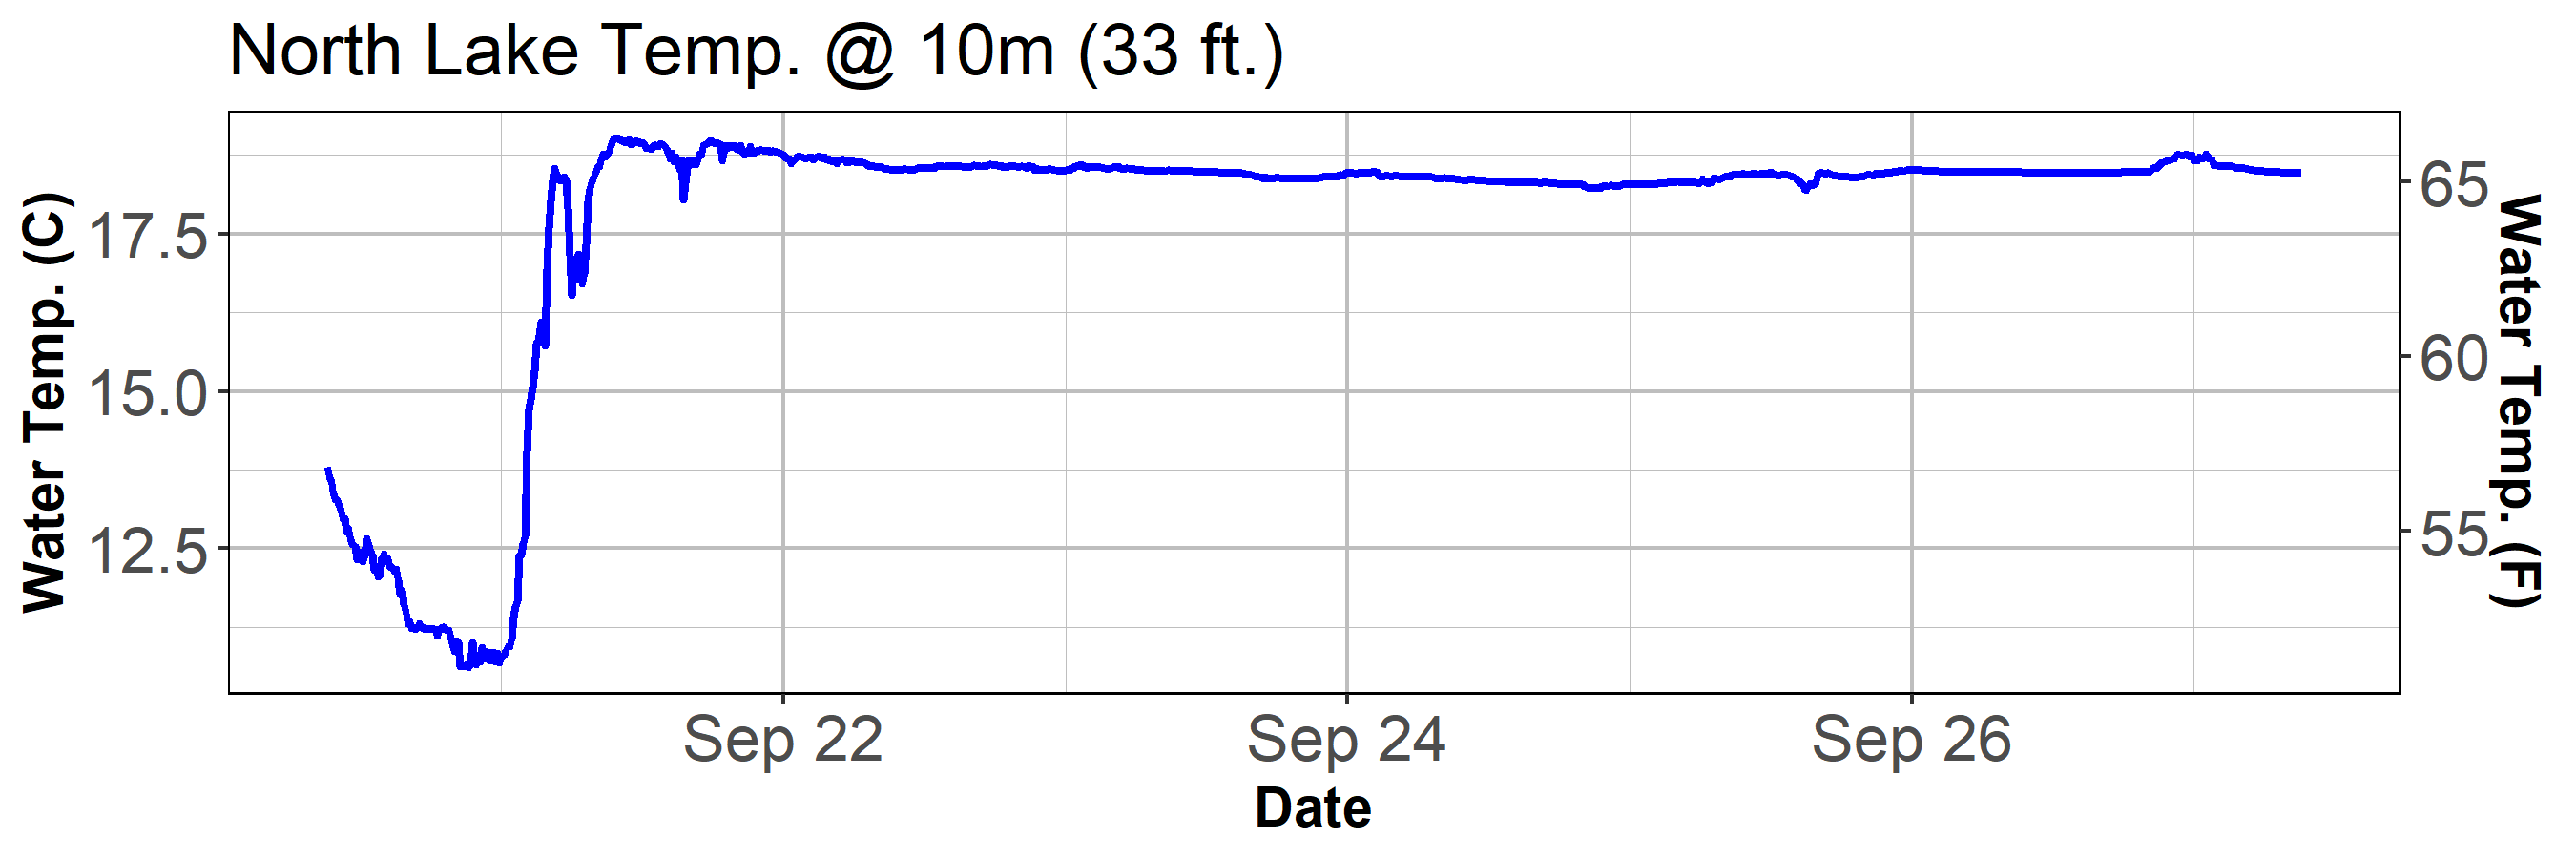 North Lake Temp. @ 10m (33 ft.)
Water Temp. (C)
17.5
15.0
12.5
65
60
55
Water Temp. (F)
Sep 22
Sep 24
Sep 26
Date